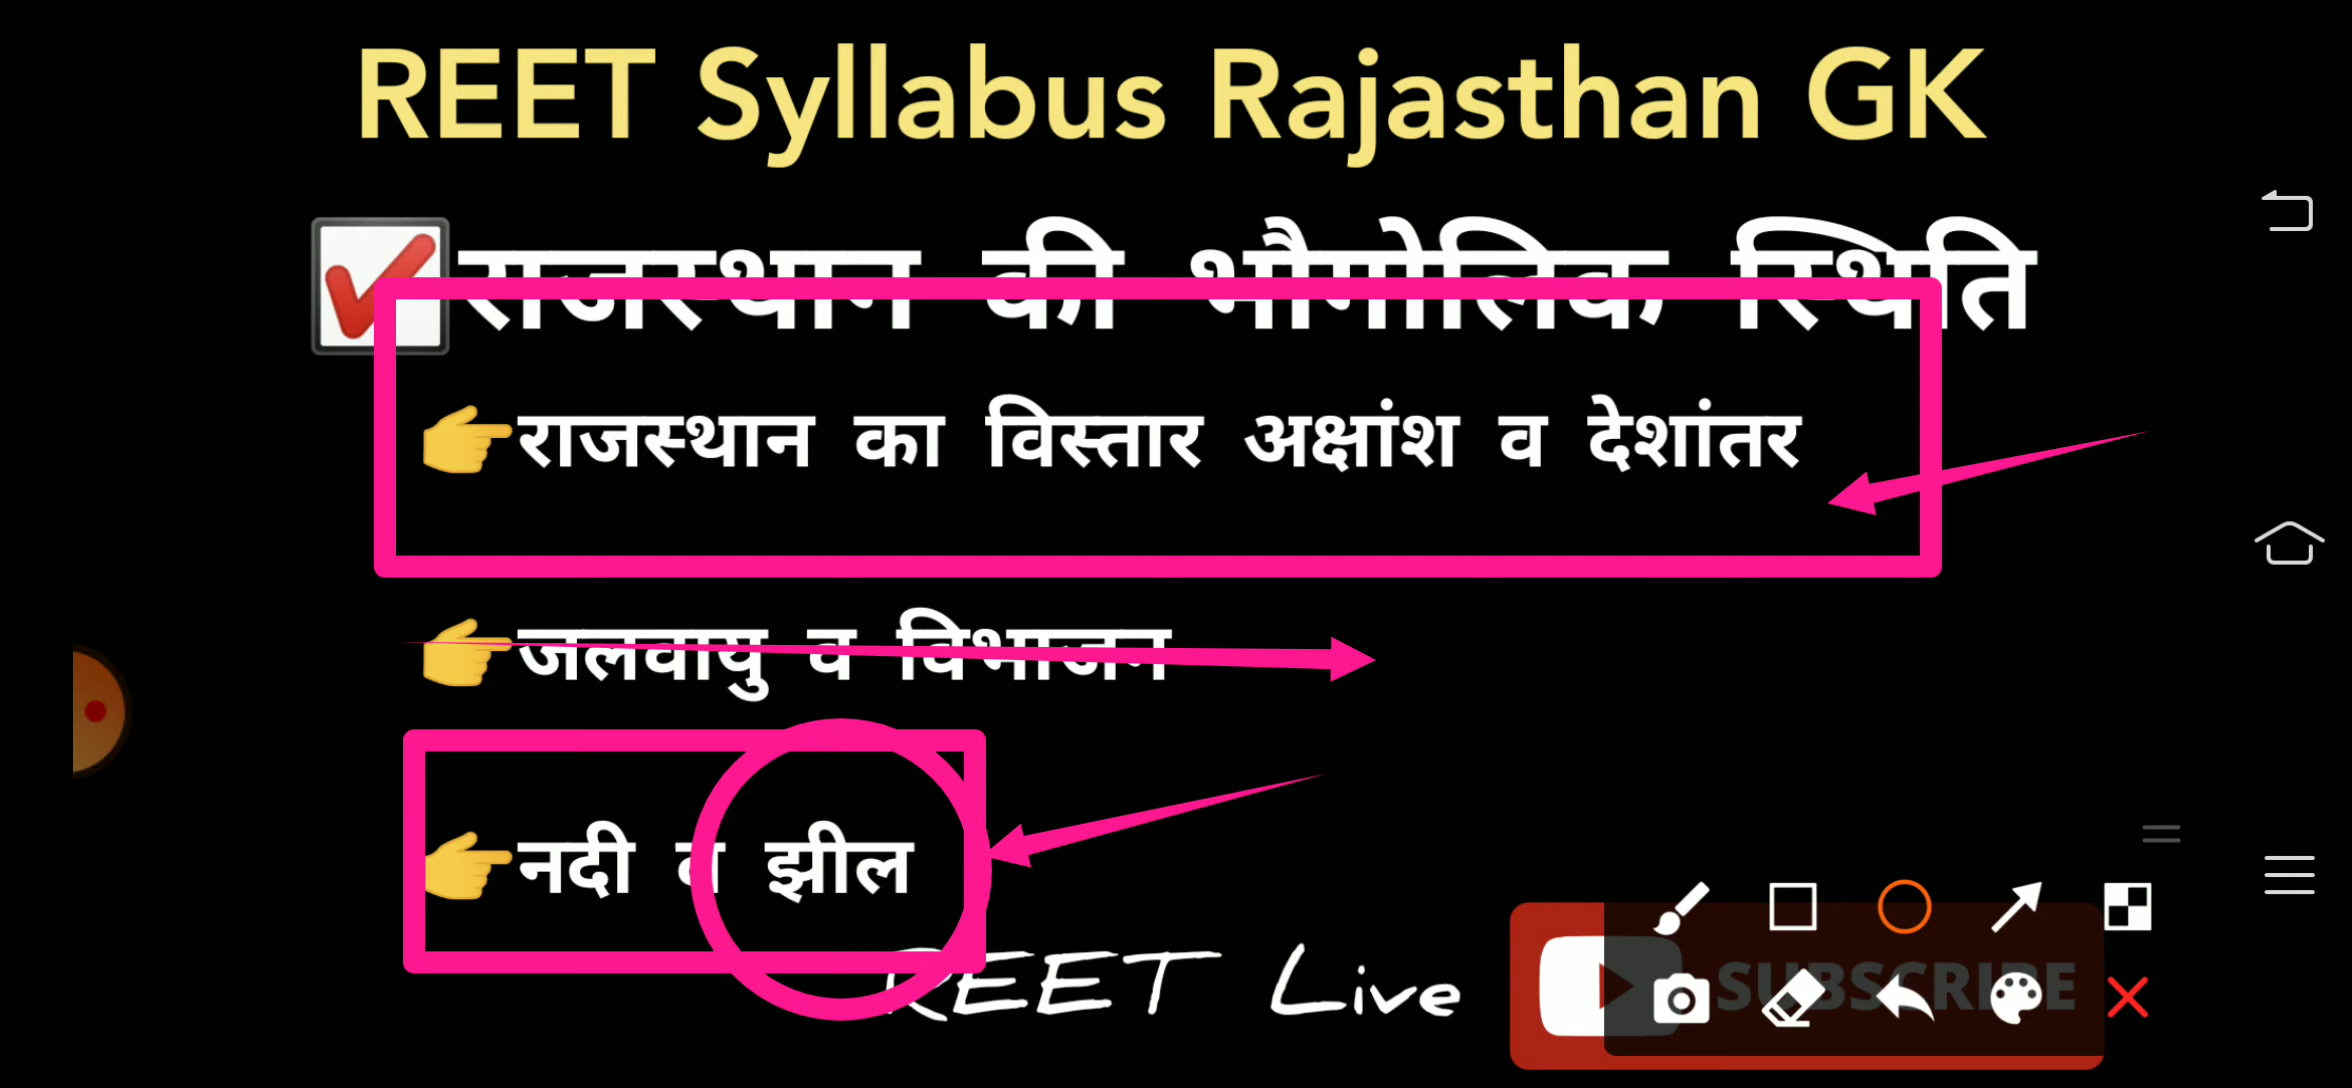 REET Syllabus Rajasthan GK
राजस्थान की भौगोलिक स्थिति
👉राजस्थान का विस्तार अक्षांश व देशांतर
👉जलवायु व विभाजन
👉नदी व झील
REET Live
SUBSCRIBE